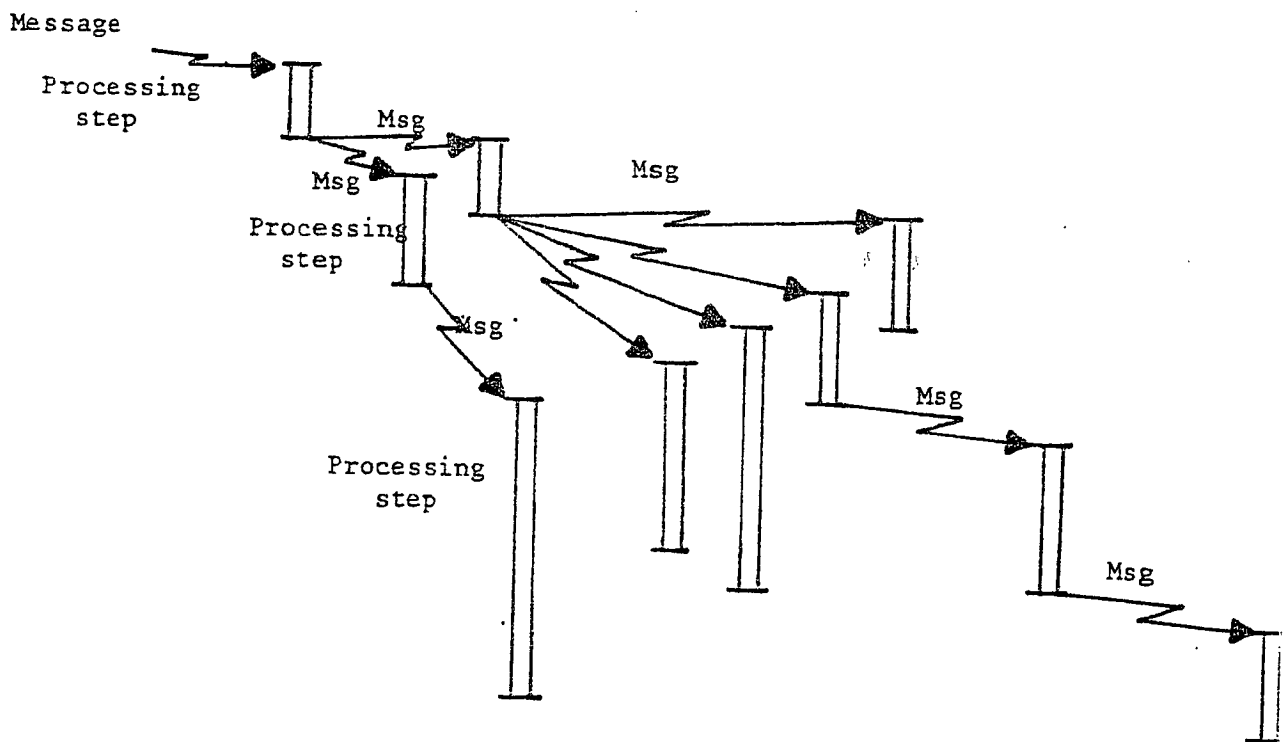 Message
Processing
step
Msg
Msg
Msg
Processing
step
Msg
Msg
Processing
step
Msg